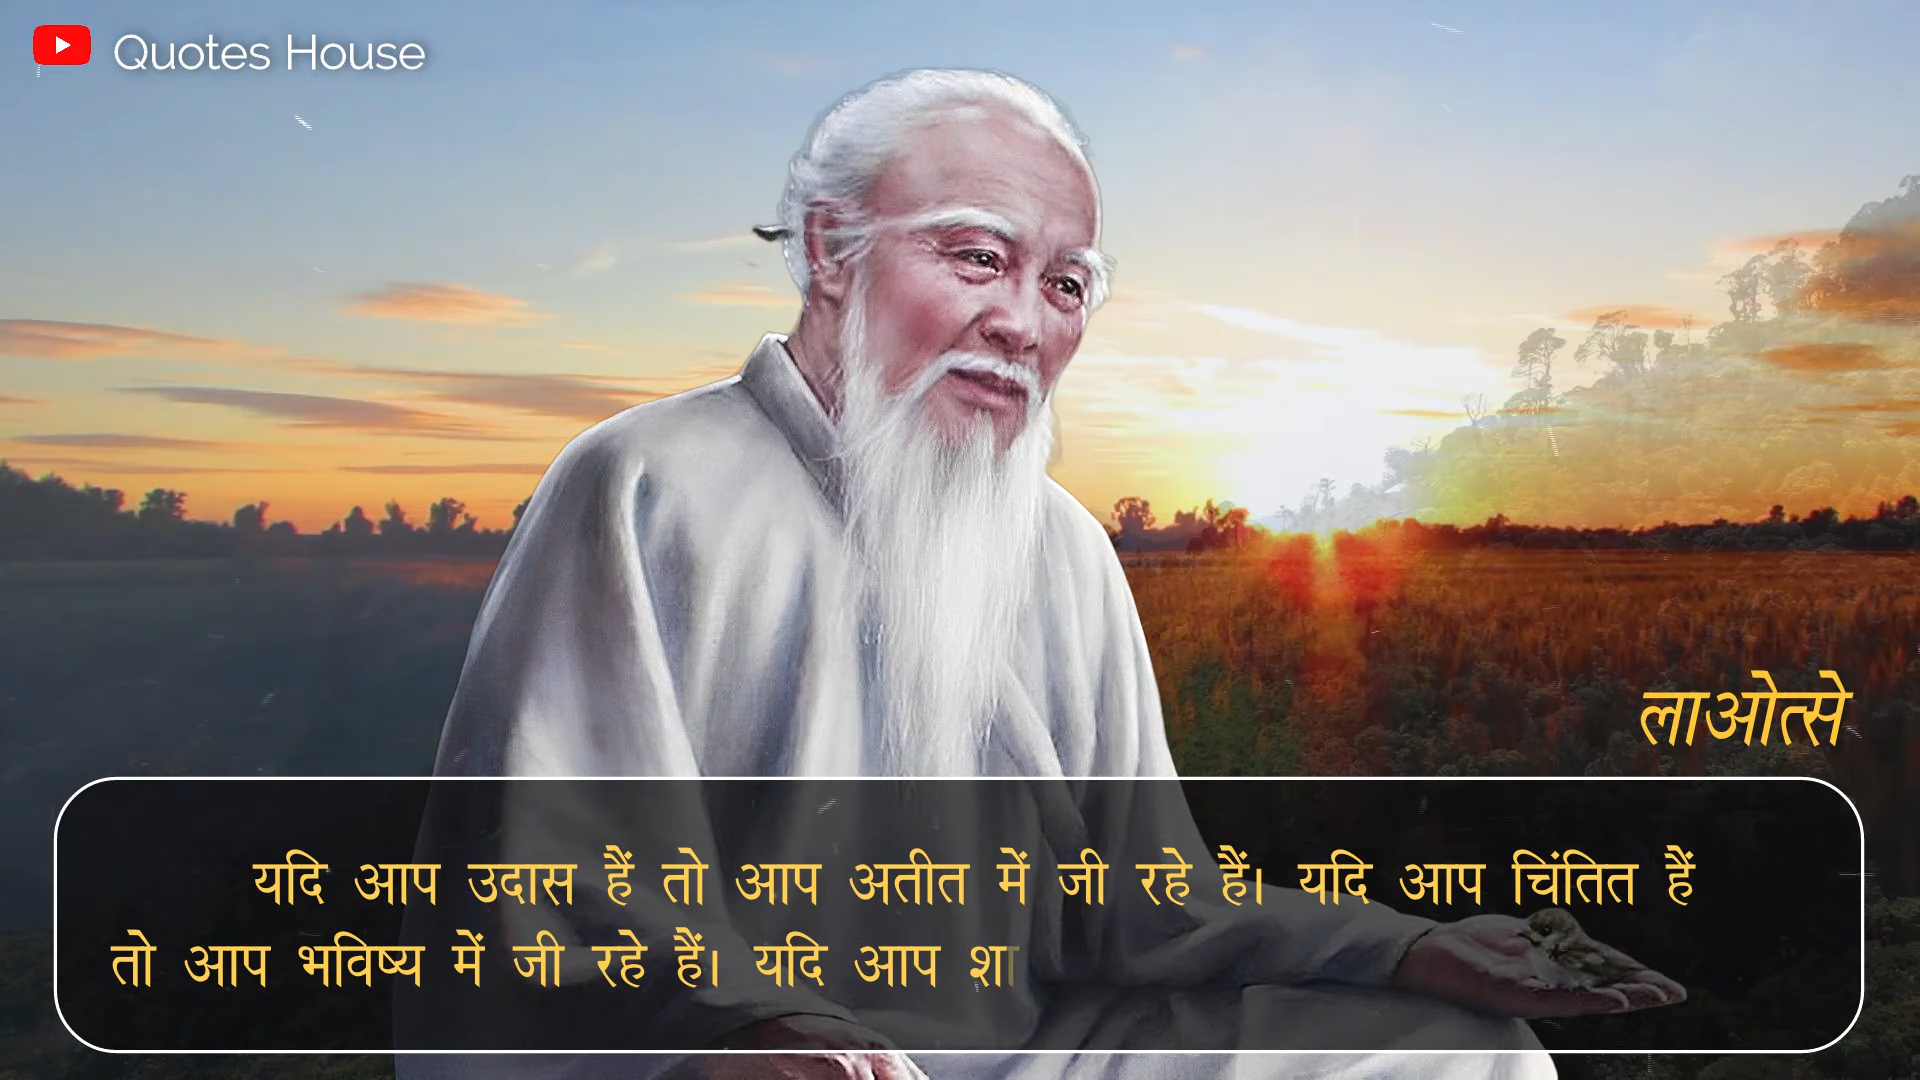 Quotes House
लाओत्से
यदि आप उदास हैं तो आप अतीत में जी रहे हैं। यदि आप चिंतित हैं
तो आप भविष्य में जी रहे हैं। यदि आप शा